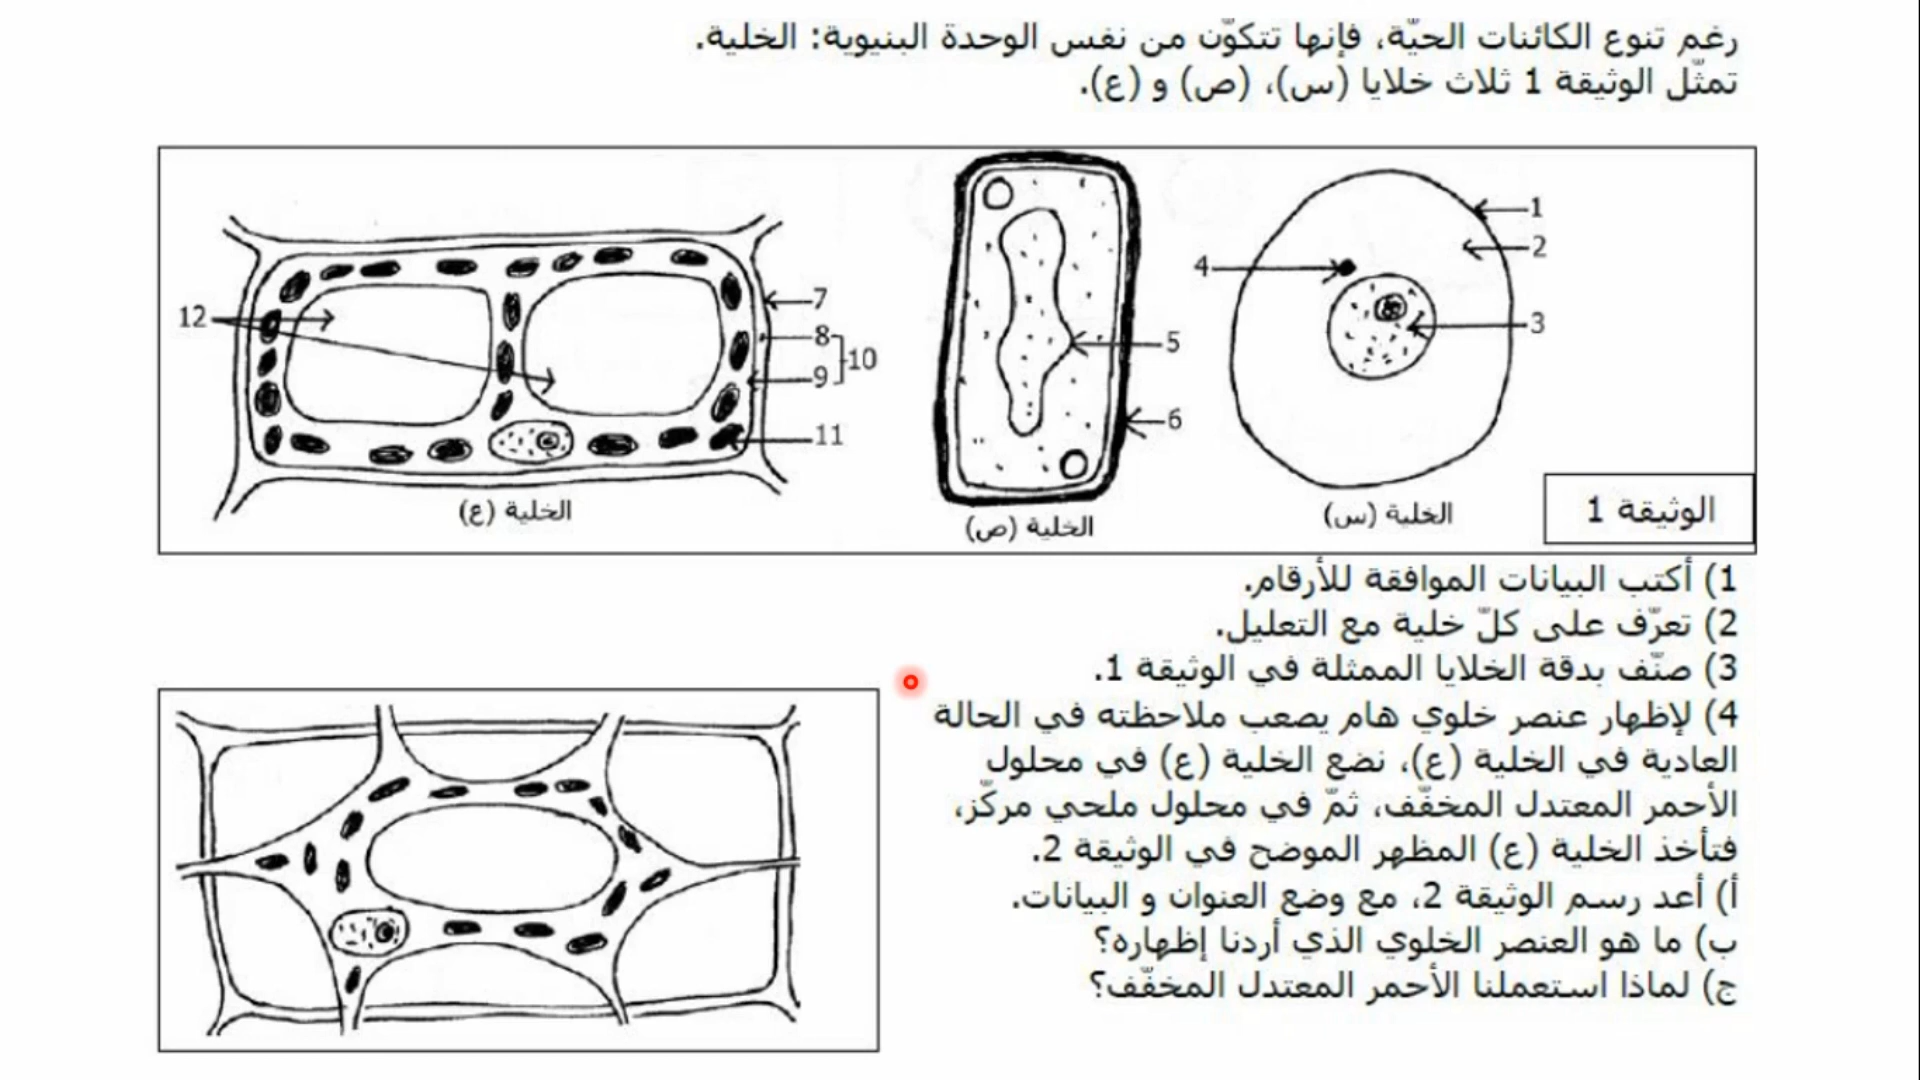 رغم تنوع الكائنات الحيّة، فإنها تتكوّن من نفس الوحدة البنيوية: الخلية.
تمثّل الوثيقة 1 ثلاث خلايا (س)، (ص) و (ع).
1
2
3
4
الخلية (س)
5
6
الخلية (ص)
7
8
9
10
11
12
الخلية (ع)
الوثيقة 1
1) أكتب البيانات الموافقة للأرقام.
2) تعرّف على كلّ خلية مع التعليل.
3) صنّف بدقة الخلايا الممثلة في الوثيقة 1.
4) لإظهار عنصر خلوي هام يصعب ملاحظته في الحالة
العادية في الخلية (ع)، نضع الخلية (ع) في محلول
الأحمر المعتدل المخفّف، ثمّ في محلول ملحي مركّز،
فتأخذ الخلية (ع) المظهر الموضح في الوثيقة 2.
أ) أعد رسم الوثيقة 2، مع وضع العنوان و البيانات.
ب) ما هو العنصر الخلوي الذي أردنا إظهاره؟
ج) لماذا استعملنا الأحمر المعتدل المخفّف؟